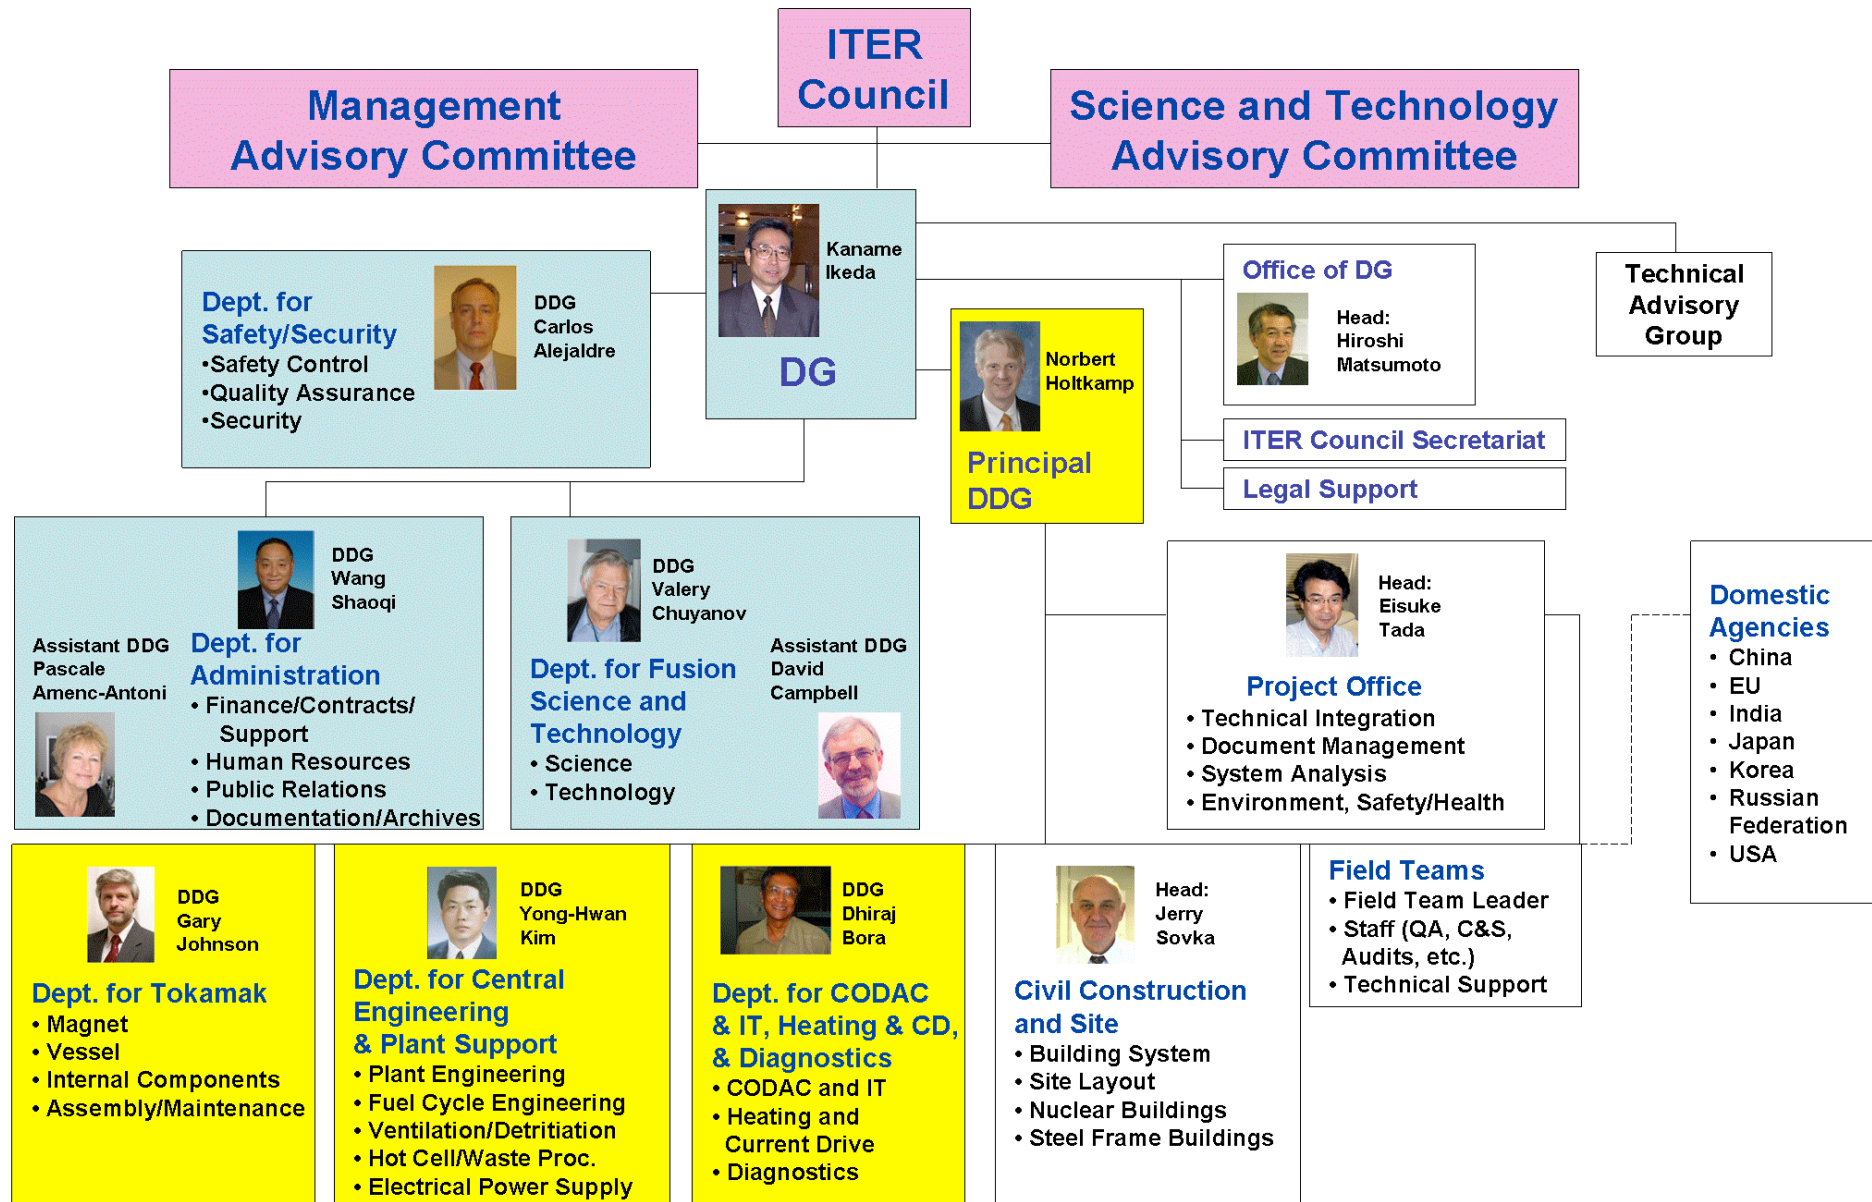 ITER
Council
Management
Advisory Committee
Science and Technology
Advisory Committee
Kaname
Ikeda
DG
Dept. for
Safety/Security
•Safety Control
•Quality Assurance
•Security
DDG
Carlos
Alejaldre
Norbert
Holtkamp
Principal
DDG
Office of DG
Head:
Hiroshi
Matsumoto
ITER Council Secretariat
Legal Support
Technical
Advisory
Group
DDG
Wang
Shaoqi
Assistant DDG
Pascale
Amenc-Antoni
Dept. for
Administration
• Finance/Contracts/
Support
• Human Resources
• Public Relations
• Documentation/Archives
DDG
Valery
Chuyanov
Dept. for Fusion
Science and
Technology
• Science
• Technology
Assistant DDG
David
Campbell
Head:
Eisuke
Tada
Project Office
• Technical Integration
• Document Management
• System Analysis
• Environment, Safety/Health
Domestic
Agencies
• China
• EU
• India
• Japan
• Korea
• Russian
Federation
• USA
DDG
Gary
Johnson
Dept. for Tokamak
• Magnet
• Vessel
• Internal Components
• Assembly/Maintenance
DDG
Yong-Hwan
Kim
Dept. for Central
Engineering
& Plant Support
• Plant Engineering
• Fuel Cycle Engineering
• Ventilation/Detritiation
• Hot Cell/Waste Proc.
• Electrical Power Supply
DDG
Dhiraj
Bora
Dept. for CODAC
& IT, Heating & CD,
& Diagnostics
• CODAC and IT
• Heating and
Current Drive
• Diagnostics
Head:
Jerry
Sovka
Civil Construction
and Site
• Building System
• Site Layout
• Nuclear Buildings
• Steel Frame Buildings
Field Teams
• Field Team Leader
• Staff (QA, C&S,
Audits, etc.)
• Technical Support